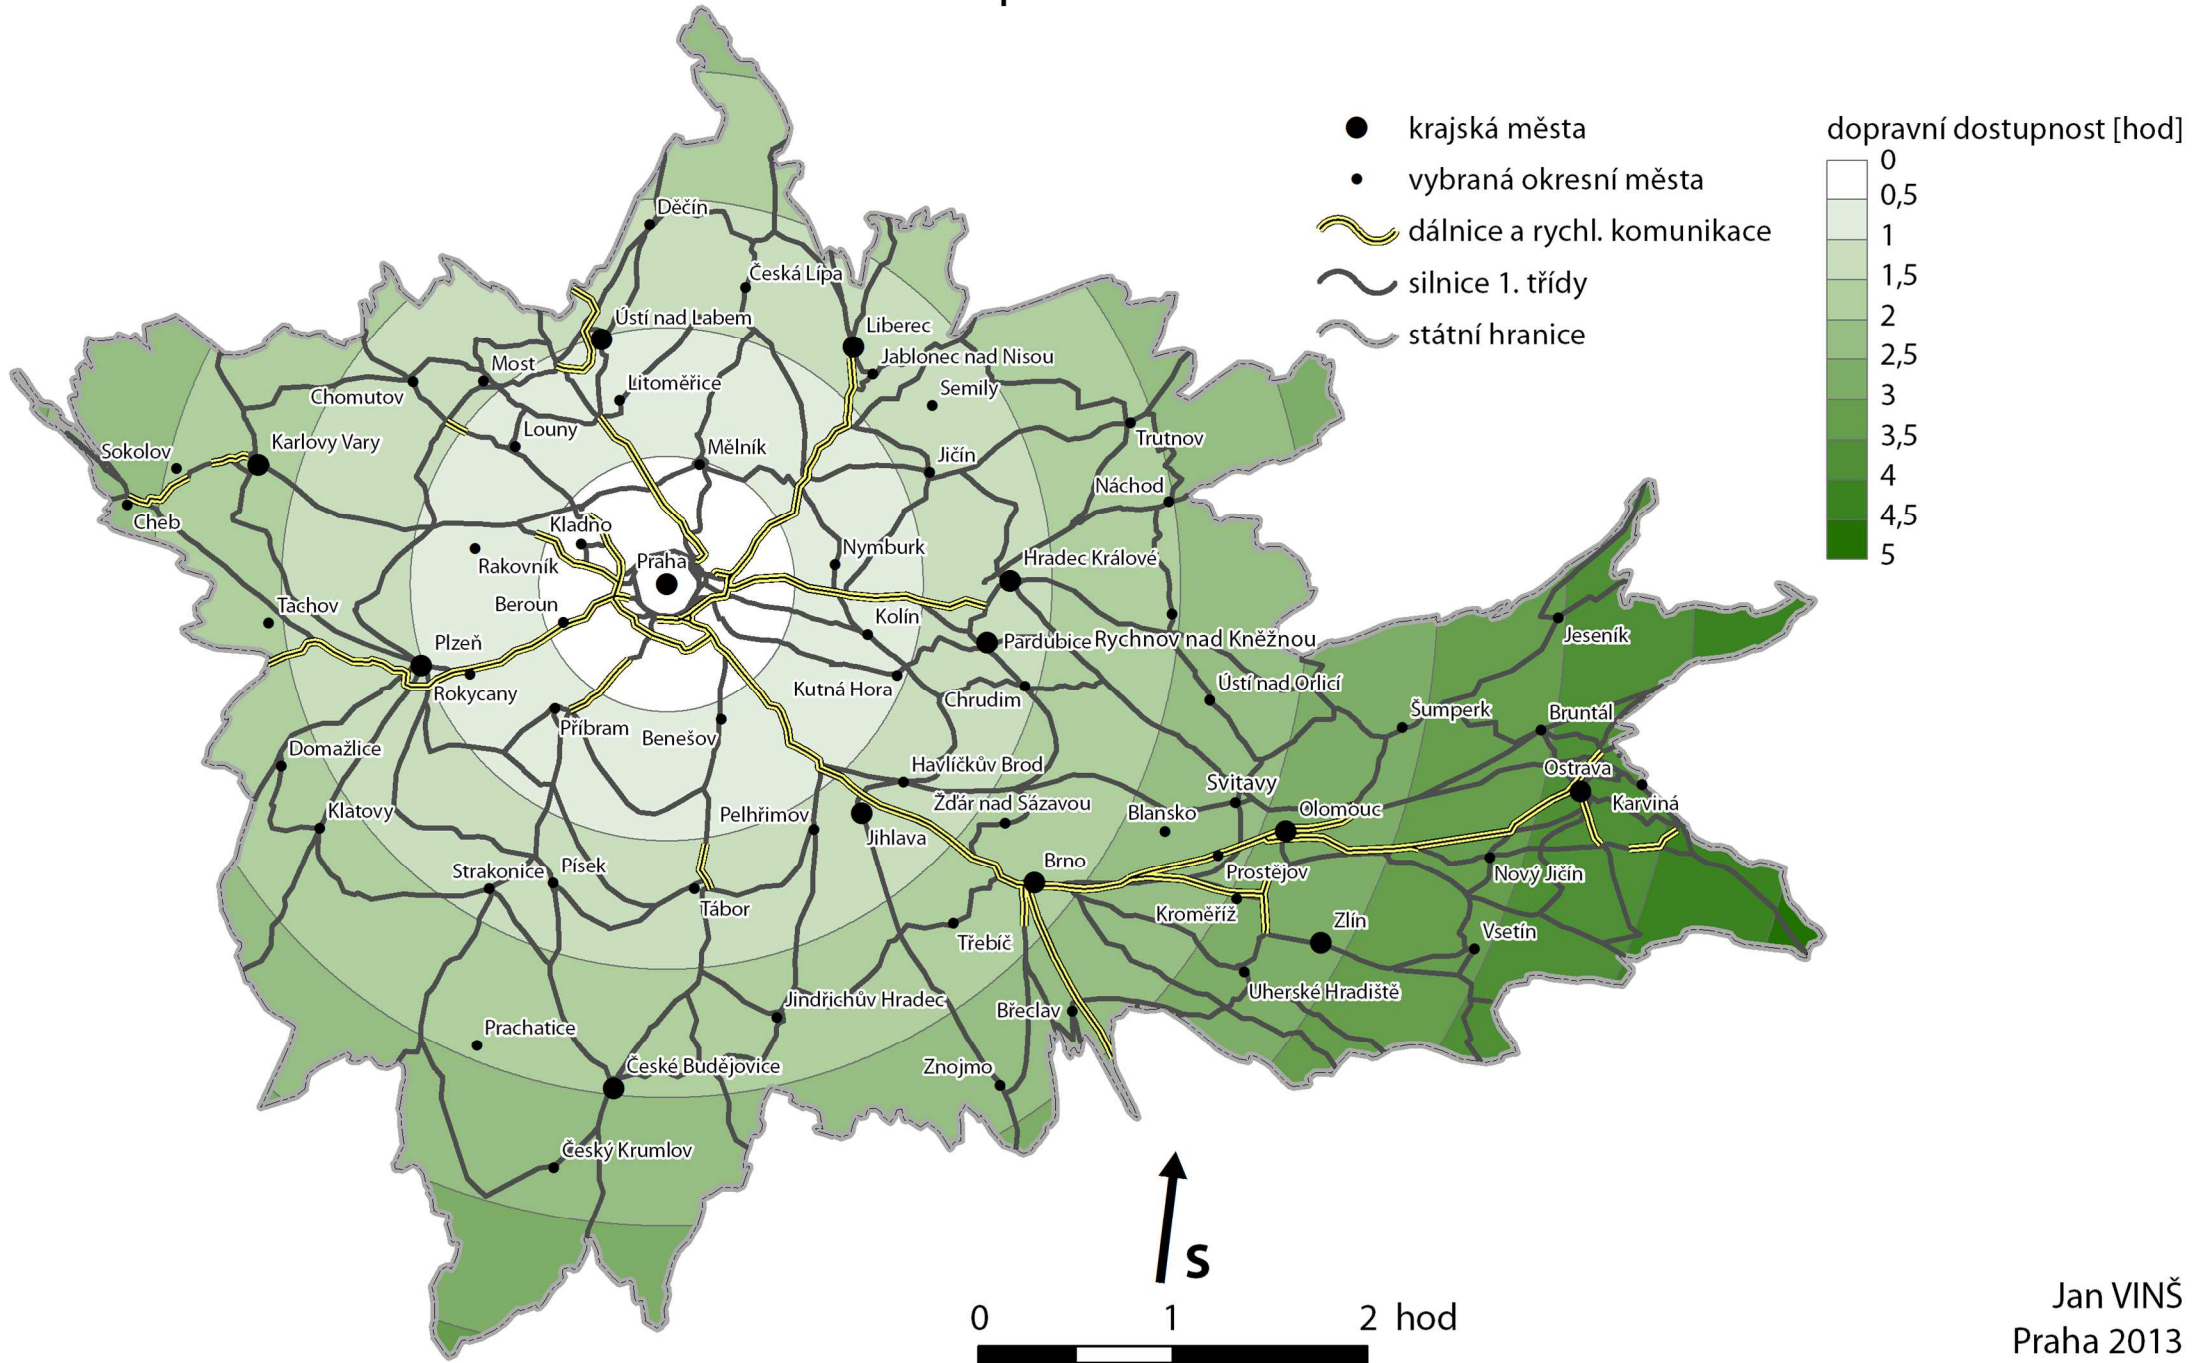 krajská města
vybraná okresní města
dálnice a rychl. komunikace
silnice 1. třídy
státní hranice
dopravní dostupnost [hod]
0
0,5
1
1,5
2
2,5
3
3,5
4
4,5
5
Děčín
Česká Lípa
Ústí nad Labem
Liberec
Jablonec nad Nisou
Most
Litoměřice
Semily
Chomutov
Louny
Karlovy Vary
Sokolov
Mělník
Jičín
Trutnov
Náchod
Cheb
Kladno
Nymburk
Hradec Králové
Praha
Rakovník
Beroun
Tachov
Kolín
Plzeň
Pardubice
Rychnov nad Kněžnou
Jeseník
Rokycany
Kutná Hora
Chrudim
Ústí nad Orlicí
Šumperk
Bruntál
Příbram
Benešov
Domažlice
Havlíčkův Brod
Ostrava
Svitavy
Karviná
Žďár nad Sázavou
Klatovy
Pelhřimov
Jihlava
Blansko
Olomouc
Brno
Prostějov
Nový Jičín
Strakonice
Písek
Tábor
Kroměříž
Zlín
Vsetín
Třebíč
Uherské Hradiště
Jindřichův Hradec
Břeclav
Prachatice
České Budějovice
Znojmo
Český Krumlov
S
0 1 2 hod
Jan VINŠ
Praha 2013